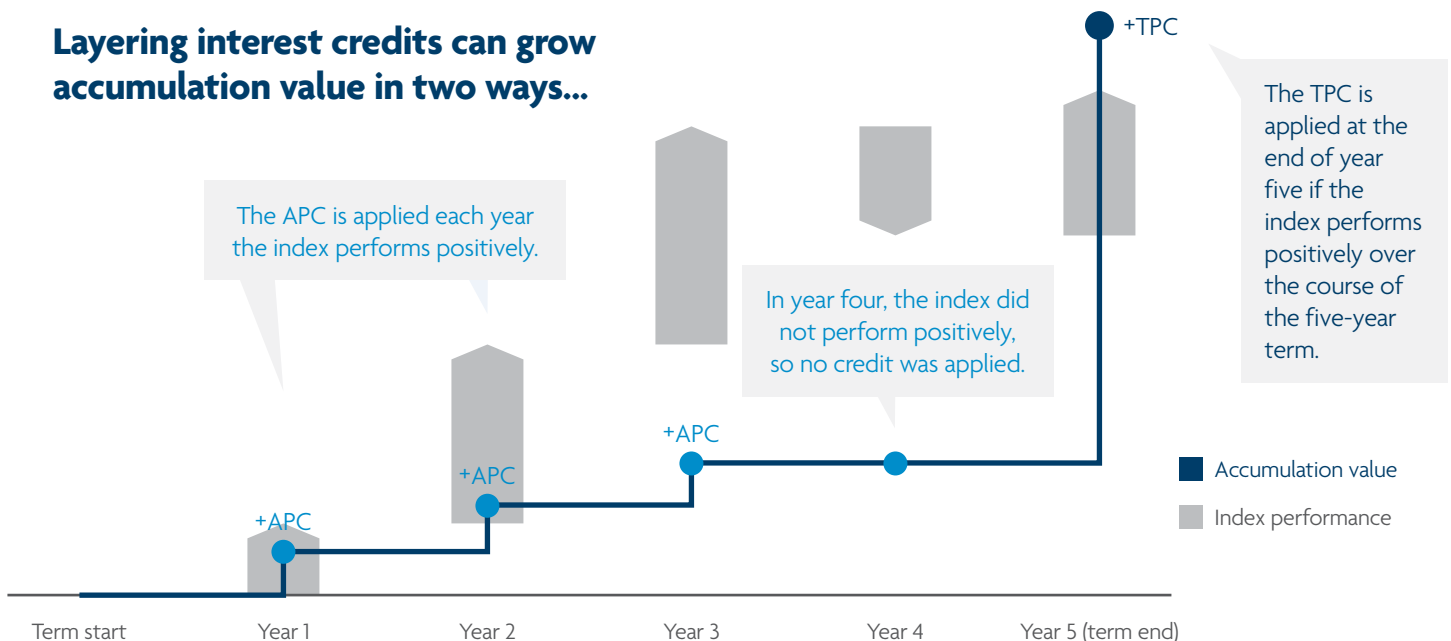 Layering interest credits can grow
accumulation value in two ways...
+TPC
The TPC is
applied at the
end of year
five if the
index performs
positively over
the course of
the five-year
term.
The APC is applied each year
the index performs positively.
In year four, the index did
not perform positively,
so no credit was applied.
+APC
+APC
+APC
Accumulation value
Index performance
Term start
Year 1
Year 2
Year 3
Year 4
Year 5 (term end)